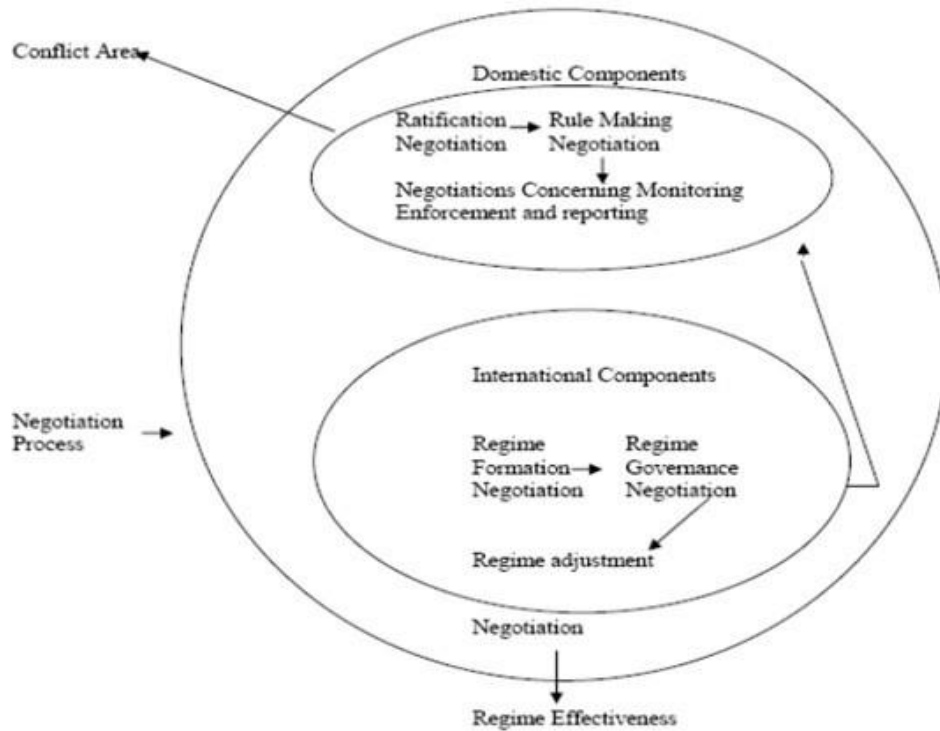 Conflict Area
Domestic Components
Ratification
Negotiation
Rule Making
Negotiation
Negotiations Concerning Monitoring
Enforcement and reporting
International Components
Negotiation
Process
Regime
Formation
Negotiation
Regime
Governance
Negotiation
Regime adjustment
Negotiation
Regime Effectiveness